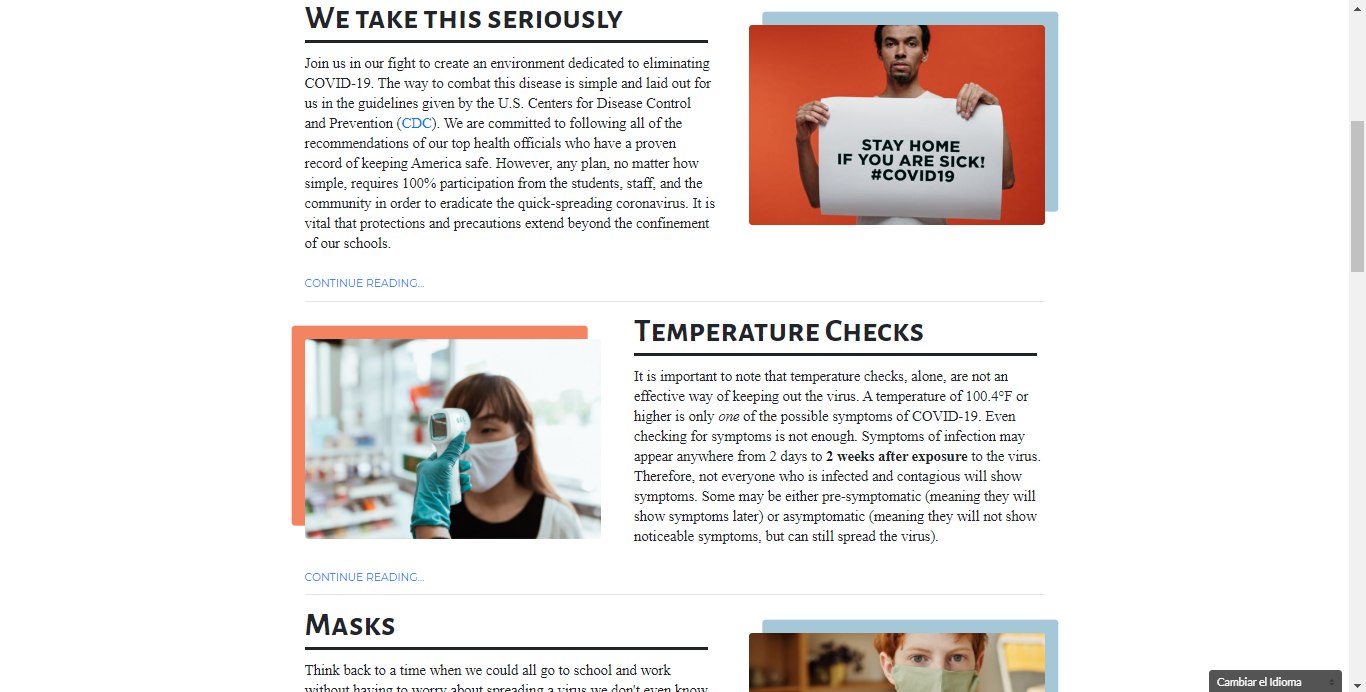 We take this seriously
Join us in our fight to create an environment dedicated to eliminating
COVID-19. The way to combat this disease is simple and laid out for
us in the guidelines given by the U.S. Centers for Disease Control
and Prevention (CDC). We are committed to following all of the
recommendations of our top health officials who have a proven
record of keeping America safe. However, any plan, no matter how
simple, requires 100% participation from the students, staff, and the
community in order to eradicate the quick-spreading coronavirus. It is
vital that protections and precautions extend beyond the confinement
of our schools.
STAY HOME
IF YOU ARE SICK!
#COVID19
CONTINUE READING...
Temperature Checks
It is important to note that temperature checks, alone, are not an
effective way of keeping out the virus. A temperature of 100.4°F or
higher is only one of the possible symptoms of COVID-19. Even
checking for symptoms is not enough. Symptoms of infection may
appear anywhere from 2 days to 2 weeks after exposure to the virus.
Therefore, not everyone who is infected and contagious will show
symptoms. Some may be either pre-symptomatic (meaning they will
show symptoms later) or asymptomatic (meaning they will not show
noticeable symptoms, but can still spread the virus).
CONTINUE READING...
Masks
Think back to a time when we could all go to school and work
without having to worry about spreading a virus we don't even know
Cambiar el Idioma